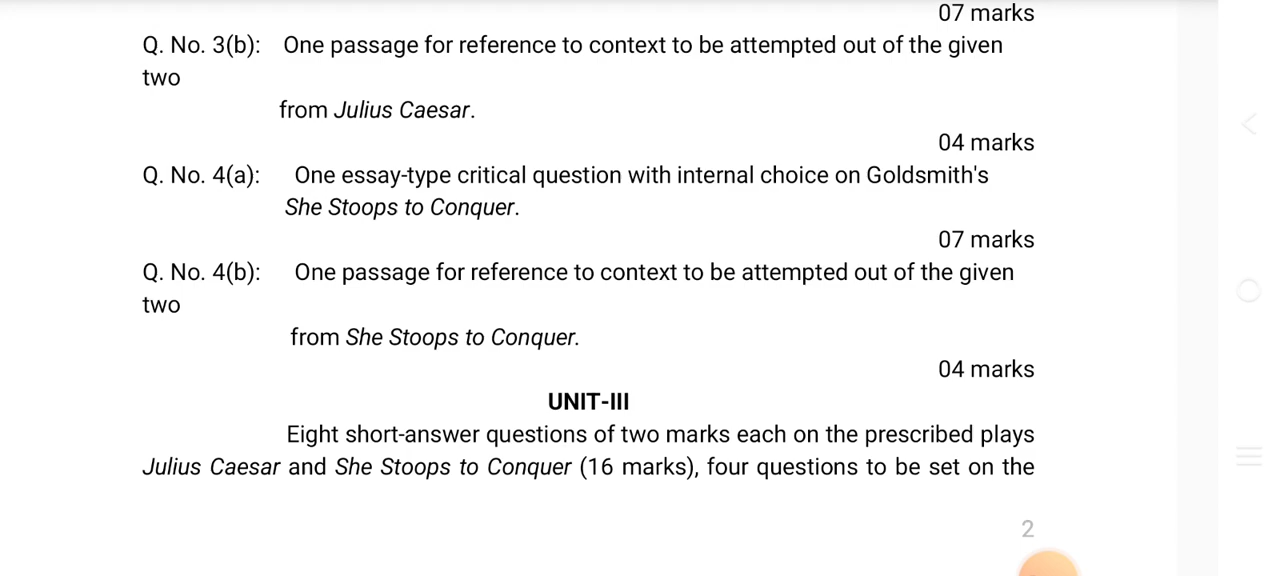 07 marks
Q. No. 3(b): One passage for reference to context to be attempted out of the given
two
from Julius Caesar.
04 marks
Q. No. 4(a): One essay-type critical question with internal choice on Goldsmith's
She Stoops to Conquer.
07 marks
Q. No. 4(b): One passage for reference to context to be attempted out of the given
two
from She Stoops to Conquer.
04 marks
UNIT-III
Eight short-answer questions of two marks each on the prescribed plays
Julius Caesar and She Stoops to Conquer (16 marks), four questions to be set on the
2